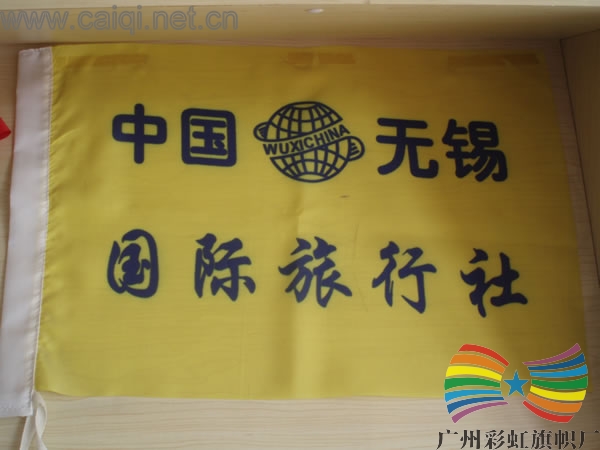 www.caiqi.net.cn
中国 WUXICHINA 无锡
国际旅行社
广州彩虹旗帜厂